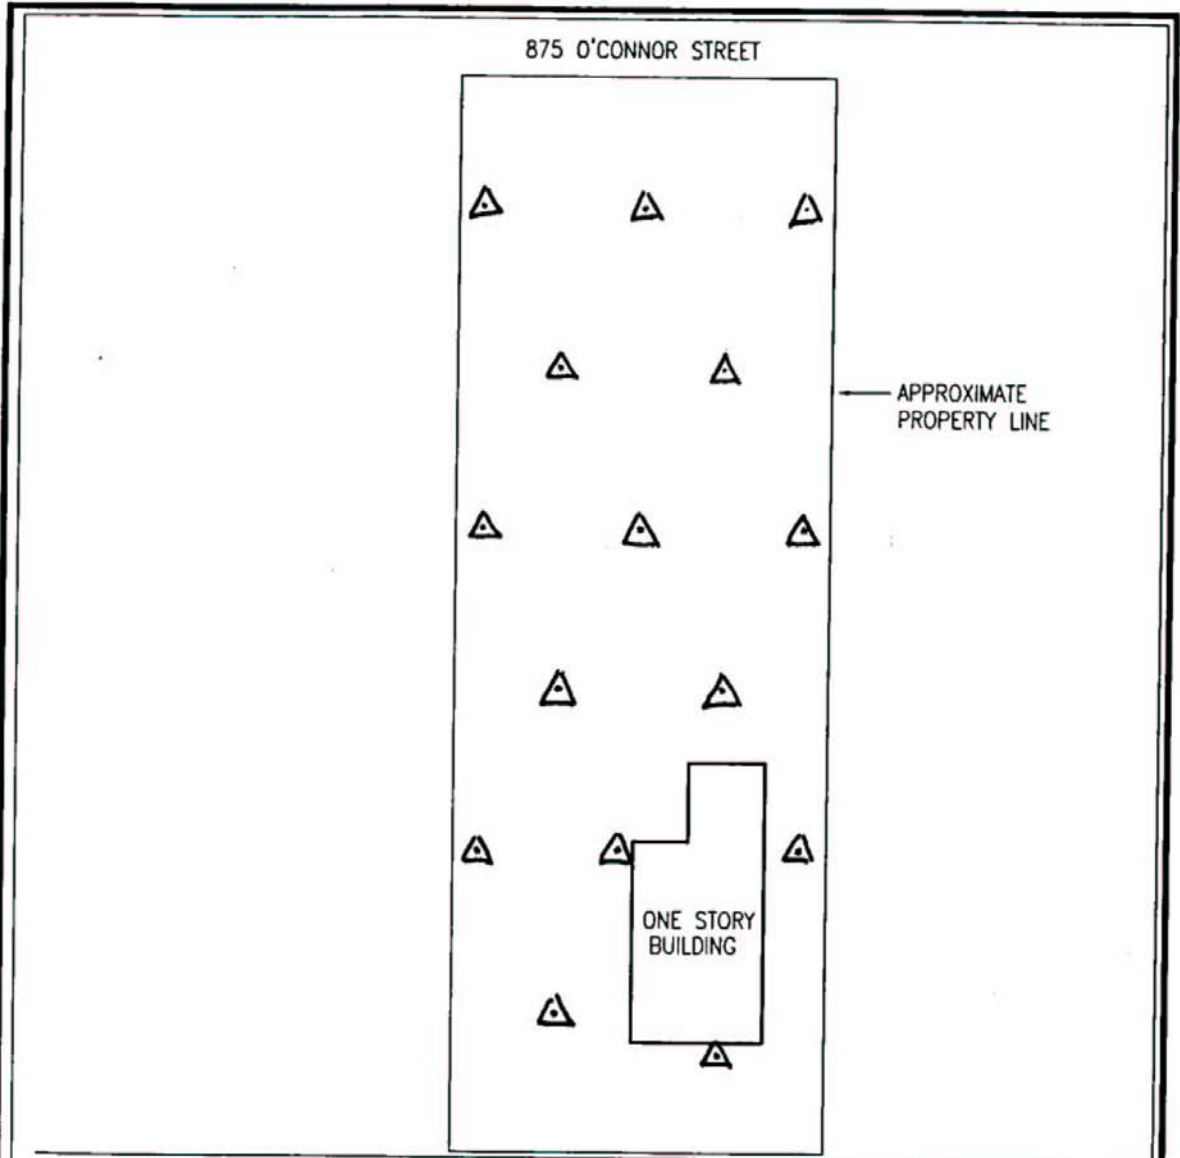 875 O'CONNOR STREET
APPROXIMATE
PROPERTY LINE
ONE STORY
BUILDING